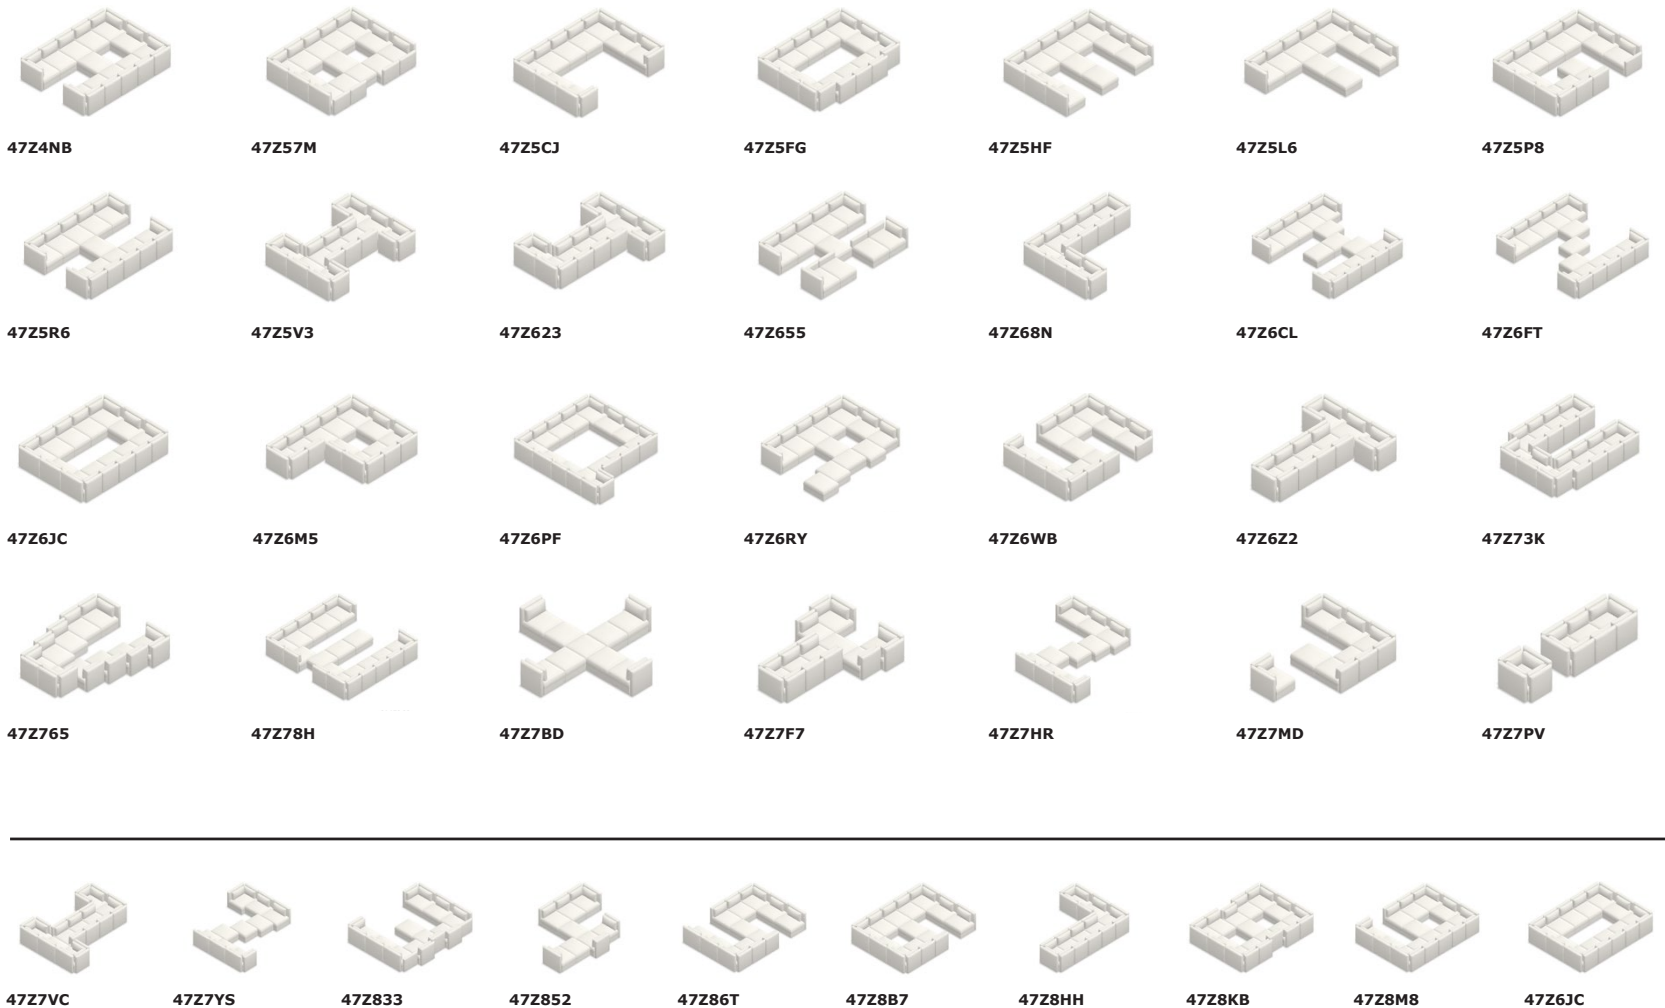 47Z4NB 47Z57M 47Z5CJ 47Z5FG 47Z5HF 47Z5L6 47Z5P8
47Z5R6 47Z5V3 47Z623 47Z655 47Z68N 47Z6CL 47Z6FT
47Z6JC 47Z6M5 47Z6PF 47Z6RY 47Z6WB 47Z6Z2 47Z73K
47Z765 47Z78H 47Z7BD 47Z7F7 47Z7HR 47Z7MD 47Z7PV
47Z7VC 47Z7YS 47Z833 47Z852 47Z86T 47Z8B7 47Z8HH 47Z8KB 47Z8M8 47Z6JC